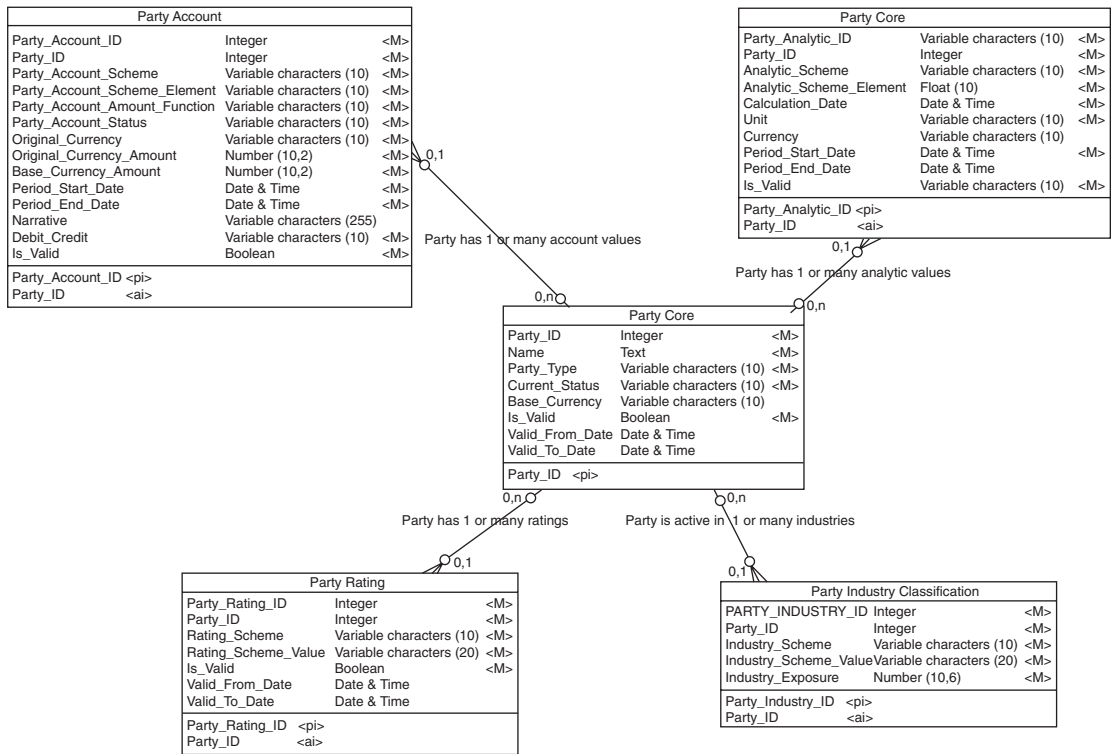 Party Account
Party_Account_ID Integer <M>
Party_ID Integer <M>
Party_Account_Scheme Variable characters (10) <M>
Party_Account_Scheme_Element Variable characters (10) <M>
Party_Account_Amount_Function Variable characters (10) <M>
Party_Account_Status Variable characters (10) <M>
Original_Currency Variable characters (10) <M>
Original_Currency_Amount Number (10,2) <M>
Base_Currency_Amount Number (10,2) <M>
Period_Start_Date Date & Time <M>
Period_End_Date Date & Time <M>
Narrative Variable characters (255)
Debit_Credit Variable characters (10) <M>
Is_Valid Boolean <M>
Party_Account_ID <pi>
Party_ID <ai>
Party Core
Party_Analytic_ID Variable characters (10) <M>
Party_ID Integer <M>
Analytic_Scheme Variable characters (10) <M>
Analytic_Scheme_Element Float (10) <M>
Calculation_Date Date & Time <M>
Unit Variable characters (10) <M>
Currency Variable characters (10)
Period_Start_Date Date & Time <M>
Period_End_Date Date & Time
Is_Valid Variable characters (10) <M>
Party_Analytic_ID <pi>
Party_ID <ai>
0,1
Party has 1 or many account values
0,n
0,1
Party has 1 or many analytic values
0,n
Party Core
Party_ID Integer <M>
Name Text <M>
Party_Type Variable characters (10) <M>
Current_Status Variable characters (10) <M>
Base_Currency Variable characters (10)
Is_Valid Boolean <M>
Valid_From_Date Date & Time
Valid_To_Date Date & Time
Party_ID <pi>
0,n
Party has 1 or many ratings
0,1
0,n
Party is active in 1 or many industries
0,1
Party Rating
Party_Rating_ID Integer <M>
Party_ID Integer <M>
Rating_Scheme Variable characters (10) <M>
Rating_Scheme_Value Variable characters (20) <M>
Is_Valid Boolean <M>
Valid_From_Date Date & Time
Valid_To_Date Date & Time
Party_Rating_ID <pi>
Party_ID <ai>
Party Industry Classification
PARTY_INDUSTRY_ID Integer <M>
Party_ID Integer <M>
Industry_Scheme Variable characters (10) <M>
Industry_Scheme_Value Variable characters (20) <M>
Industry_Exposure Number (10,6) <M>
Party_Industry_ID <pi>
Party_ID <ai>